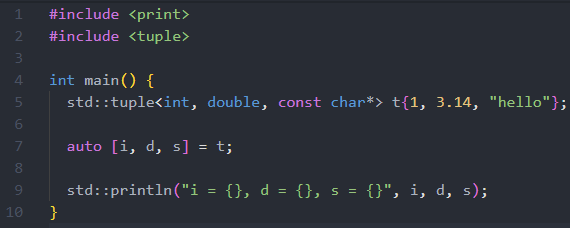 1 #include <print>
2 #include <tuple>
3
4 int main() {
5   std::tuple<int, double, const char*> t{1, 3.14, "hello"};
6
7   auto [i, d, s] = t;
8
9   std::println("i = {}, d = {}, s = {}", i, d, s);
10 }